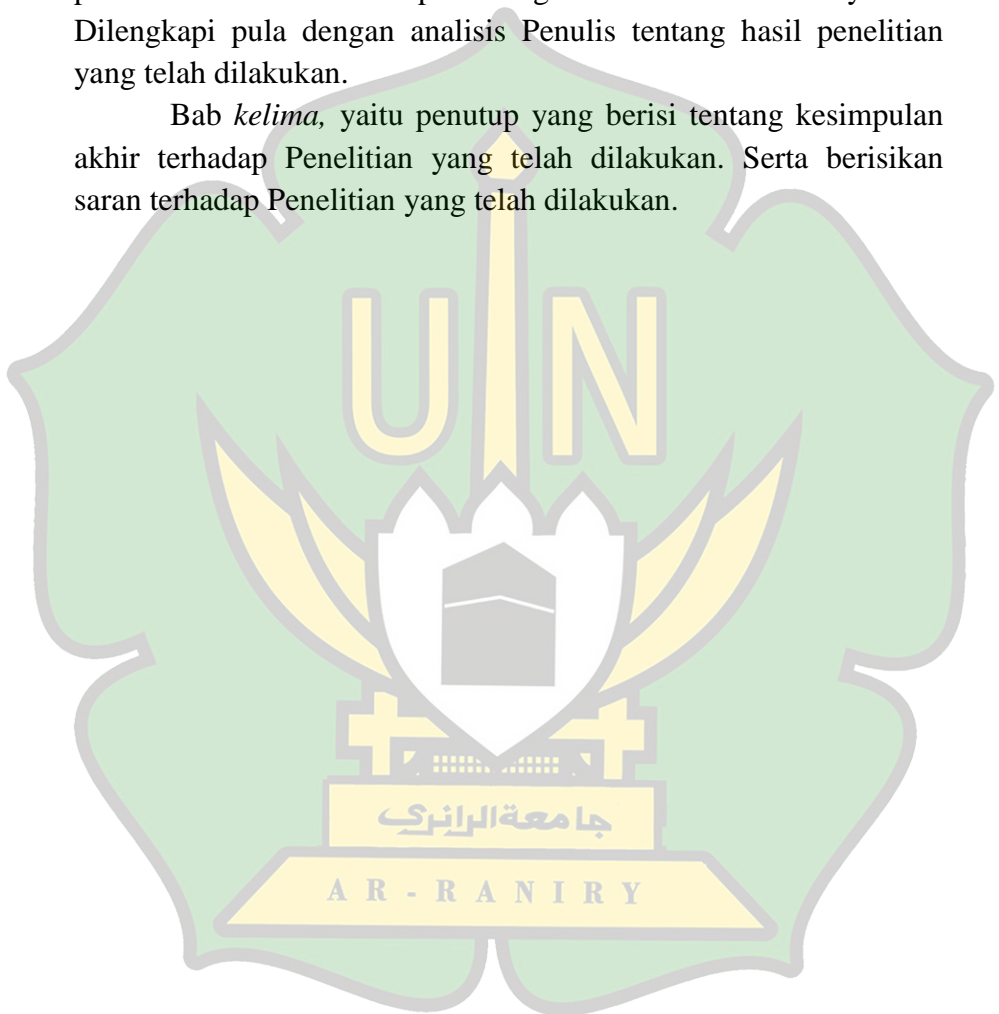 Dilengkapi pula dengan analisis Penulis tentang hasil penelitian
yang telah dilakukan.
Bab kelima, yaitu penutup yang berisi tentang kesimpulan
akhir terhadap Penelitian yang telah dilakukan. Serta berisikan
saran terhadap Penelitian yang telah dilakukan.
UIN
جامعة الرانري
AR-RANIRY